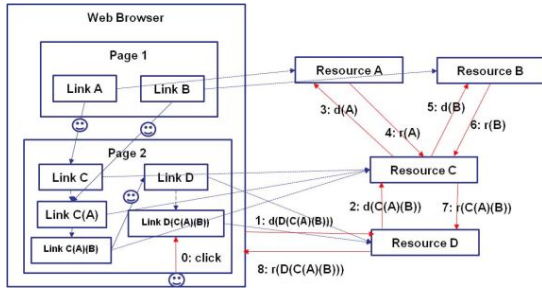 Web Browser
Page 1
Link A
Link B
Resource A
Resource B
3: d(A)
4: r(A)
5: d(B)
6: r(B)
Page 2
Link C
Link D
Resource C
Link C(A)
Link D(C(A)(B))
Link C(A)(B)
0: click
1: d(D(C(A)(B)))
2: d(C(A)(B))
7: r(C(A)(B))
Resource D
8: r(D(C(A)(B)))